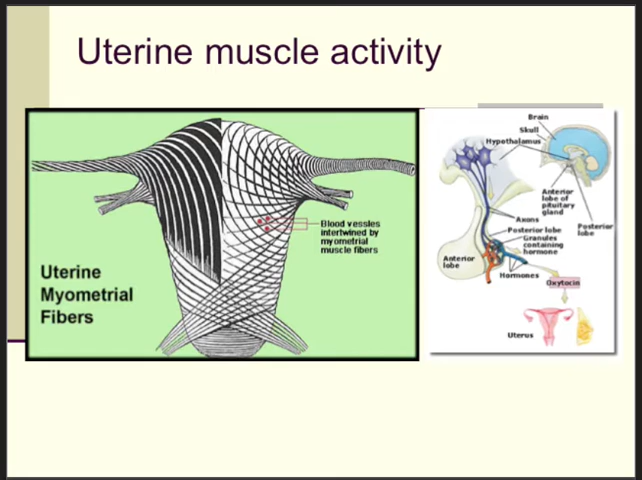 Uterine muscle activity
Blood vessles
intertwined by
myometrial
muscle fibers
Uterine
Myometrial
Fibers
Brain
Skull
Hypothalamus
Anterior
lobe of
pituitary
gland
Posterior
lobe
Axons
Posterior lobe
Granules
containing
hormone
Anterior
lobe
Hormones
Oxytocin
Uterus